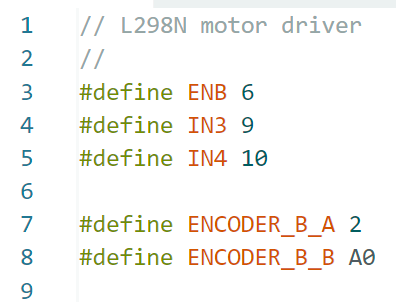 1 // L298N motor driver
2 //
3 #define ENB 6
4 #define IN3 9
5 #define IN4 10
6
7 #define ENCODER_B_A 2
8 #define ENCODER_B_B A0
9